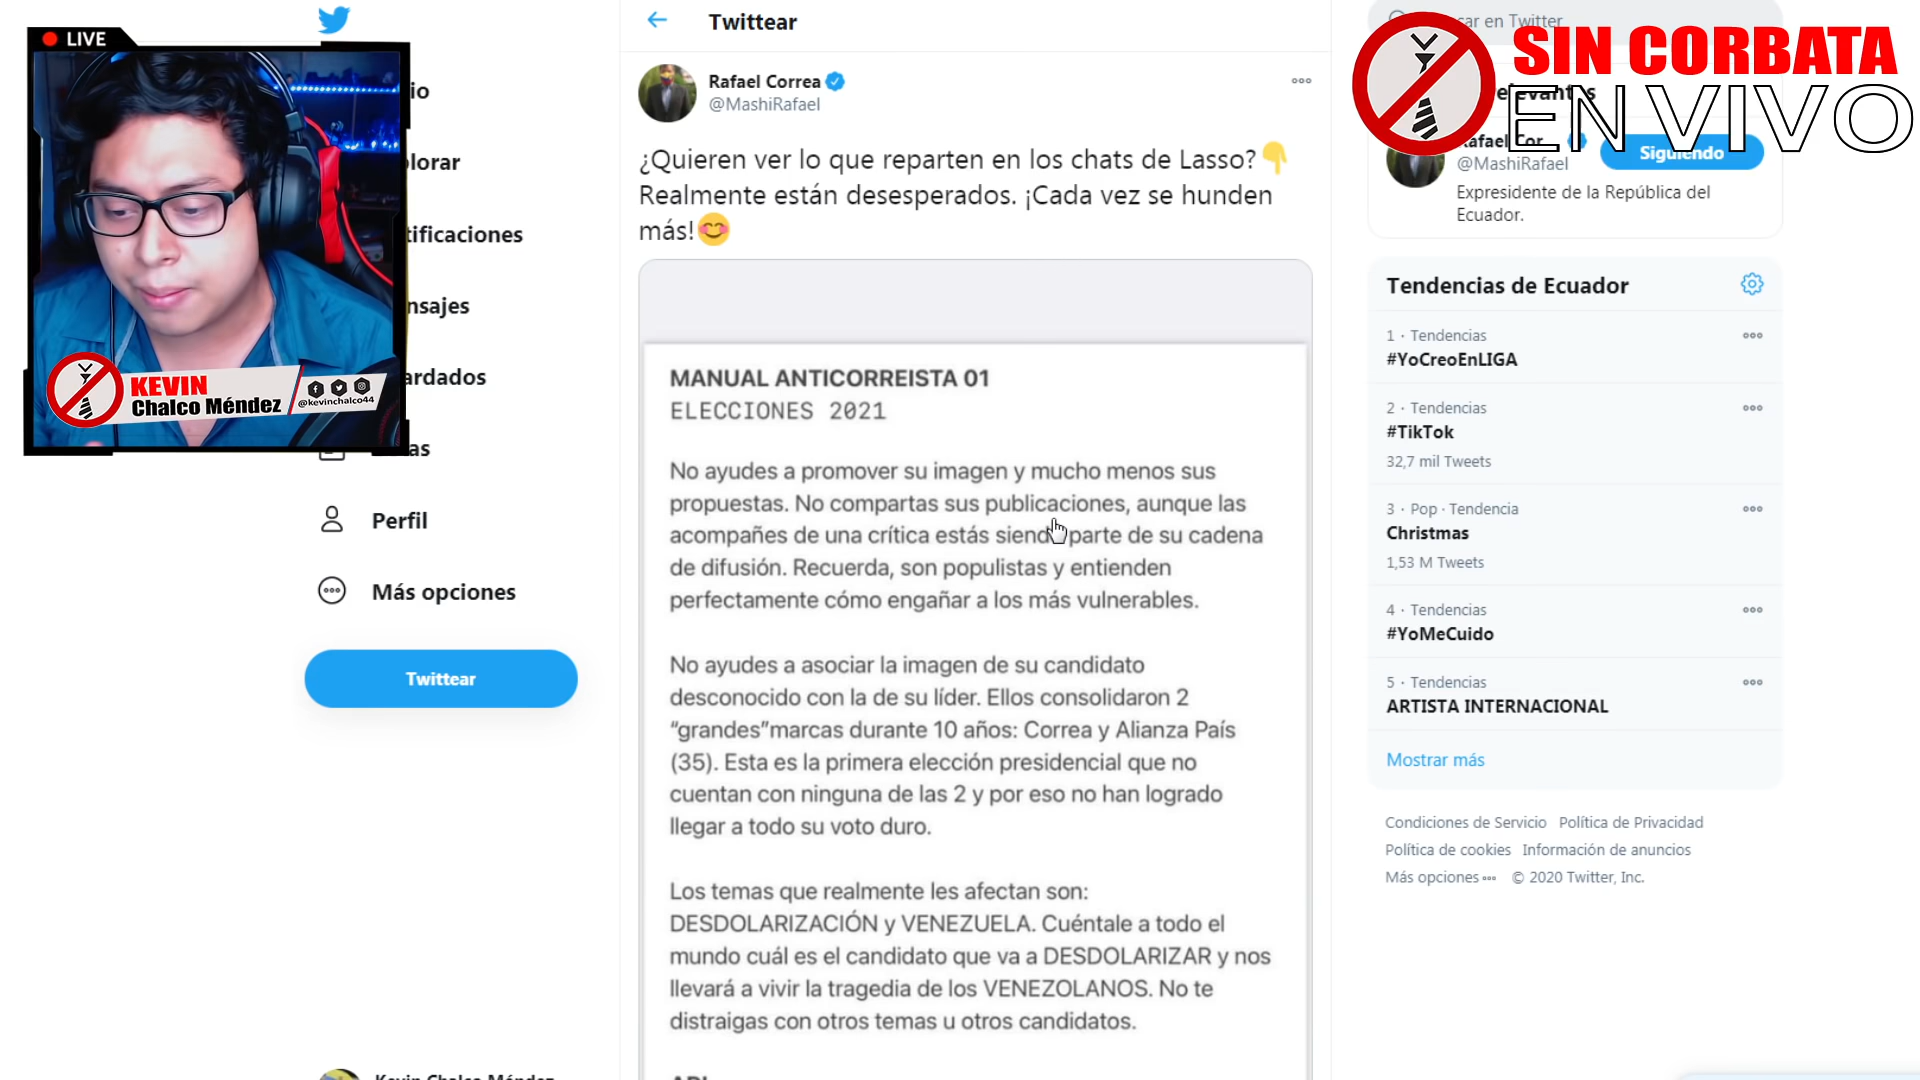 LIVE
KEVIN
Chalco Méndez
@kevinchalco44
SIN CORBATA
EN VIVO
tificaciones
Perfil
Más opciones
Twittear
Kevin Chalco Méndez
Twittear
Rafael Correa
@MashiRafael
¿Quieren ver lo que reparten en los chats de Lasso?👇
Realmente están desesperados. ¡Cada vez se hunden
más!😊
MANUAL ANTICORREISTA 01
ELECCIONES 2021
No ayudes a promover su imagen y mucho menos sus
propuestas. No compartas sus publicaciones, aunque las
acompañes de una crítica estás siendo parte de su cadena
de difusión. Recuerda, son populistas y entienden
perfectamente cómo engañar a los más vulnerables.
No ayudes a asociar la imagen de su candidato
desconocido con la de su líder. Ellos consolidaron 2
“grandes”marcas durante 10 años: Correa y Alianza País
(35). Esta es la primera elección presidencial que no
cuentan con ninguna de las 2 y por eso no han logrado
llegar a todo su voto duro.
Los temas que realmente les afectan son:
DESDOLARIZACIÓN y VENEZUELA. Cuéntale a todo el
mundo cuál es el candidato que va a DESDOLARIZAR y nos
llevará a vivir la tragedia de los VENEZOLANOS. No te
distraigas con otros temas u otros candidatos.
en Twitter
@MashiRafael
Siguiendo
Expresidente de la República del
Ecuador.
Tendencias de Ecuador
1 · Tendencias
#YoCreoEnLIGA
2 · Tendencias
#TikTok
32,7 mil Tweets
3 · Pop · Tendencia
Christmas
1,53 M Tweets
4 · Tendencias
#YoMeCuido
5 · Tendencias
ARTISTA INTERNACIONAL
Mostrar más
Condiciones de Servicio Política de Privacidad
Política de cookies Información de anuncios
Más opciones ••• © 2020 Twitter, Inc.